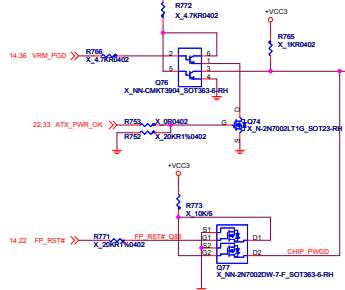 R772
X_4.7KR0402
+VCC3
R765
X_1KR0402
14,36 VRM_PGD
R766
X_4.7KR0402
2
6
1
5
3
4
Q76
X_NN-CMKT3904_SOT363-6-RH
22,33 ATX_PWR_OK
R753
X_0R0402
R752
X_20KR1%0402
D
G
S
Q74
X_N-2N7002LT1G_SOT23-RH
+VCC3
R773
X_10K/6
14,22 FP_RST#
R771
X_20KR1%0402
S1
G1
S2
G2
D1
D2
CHIP_PWGD
Q77
X_NN-2N7002DW-7-F_SOT363-6-RH